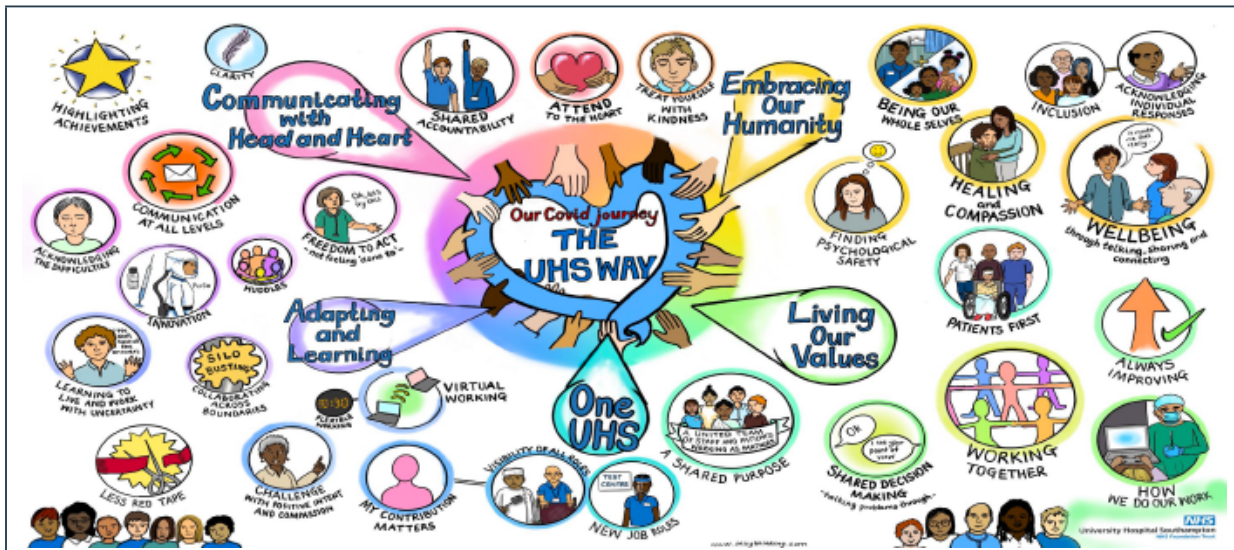 HIGHLIGHTING
ACHIEVEMENTS
CLARITY
Communicating
with
Head and Heart
SHARED
ACCOUNTABILITY
ATTEND
TO THE HEART
TREAT YOURSELF
WITH
KINDNESS
Embracing
Our
Humanity
BEING OUR
WHOLE SELVES
INCLUSION
ACKNOWLEDGING
INDIVIDUAL
RESPONSES
COMMUNICATION
AT ALL LEVELS
ACKNOWLEDGING
THE DIFFICULTIES
FREEDOM TO ACT
- not feeling 'done to' -
HUDDLES
INNOVATION
Our Covid journey
THE
UHS WAY
FINDING
PSYCHOLOGICAL
SAFETY
HEALING
and
COMPASSION
WELLBEING
through talking, sharing and
connecting
Adapting
and
Learning
LEARNING TO
LIVE AND WORK
WITH UNCERTAINTY
SILO
BUSTING
COLLABORATING
ACROSS
BOUNDARIES
10:30
FLEXIBLE
WORKING
VIRTUAL
WORKING
Living
Our
Values
PATIENTS FIRST
ALWAYS
IMPROVING
One
UHS
A UNITED TEAM
OF STAFF AND PATIENTS
WORKING AS PARTNERS
A SHARED PURPOSE
OK
I see your
point of
view
SHARED DECISION
MAKING
- talking problems through -
WORKING
TOGETHER
HOW
WE DO OUR WORK
LESS RED TAPE
CHALLENGE
WITH POSITIVE INTENT
AND COMPASSION
MY CONTRIBUTION
MATTERS
VISIBILITY OF ALL ROLES
TEST
CENTRE
NEW JOB ROLES
NHS
University Hospital Southampton
NHS Foundation Trust